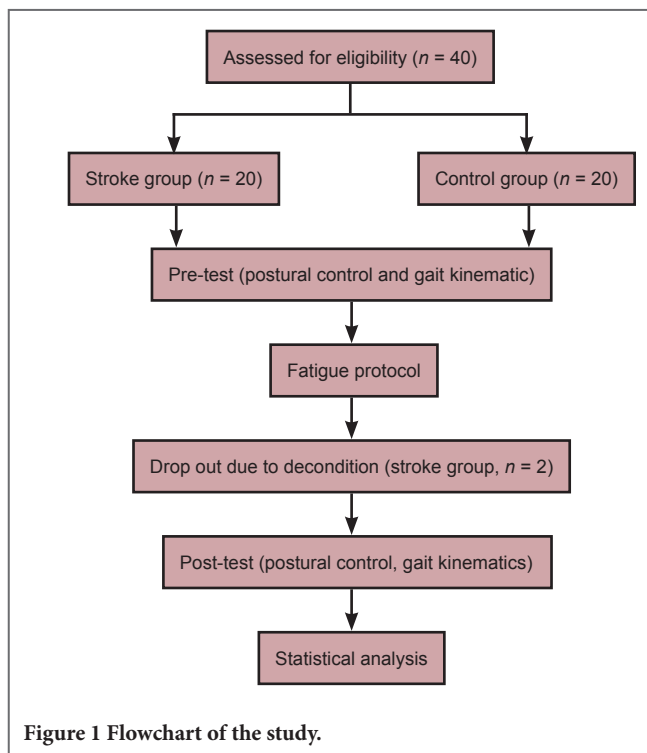 Assessed for eligibility (n = 40)
Stroke group (n = 20)
Control group (n = 20)
Pre-test (postural control and gait kinematic)
Fatigue protocol
Drop out due to decondition (stroke group, n = 2)
Post-test (postural control, gait kinematics)
Statistical analysis
Figure 1 Flowchart of the study.